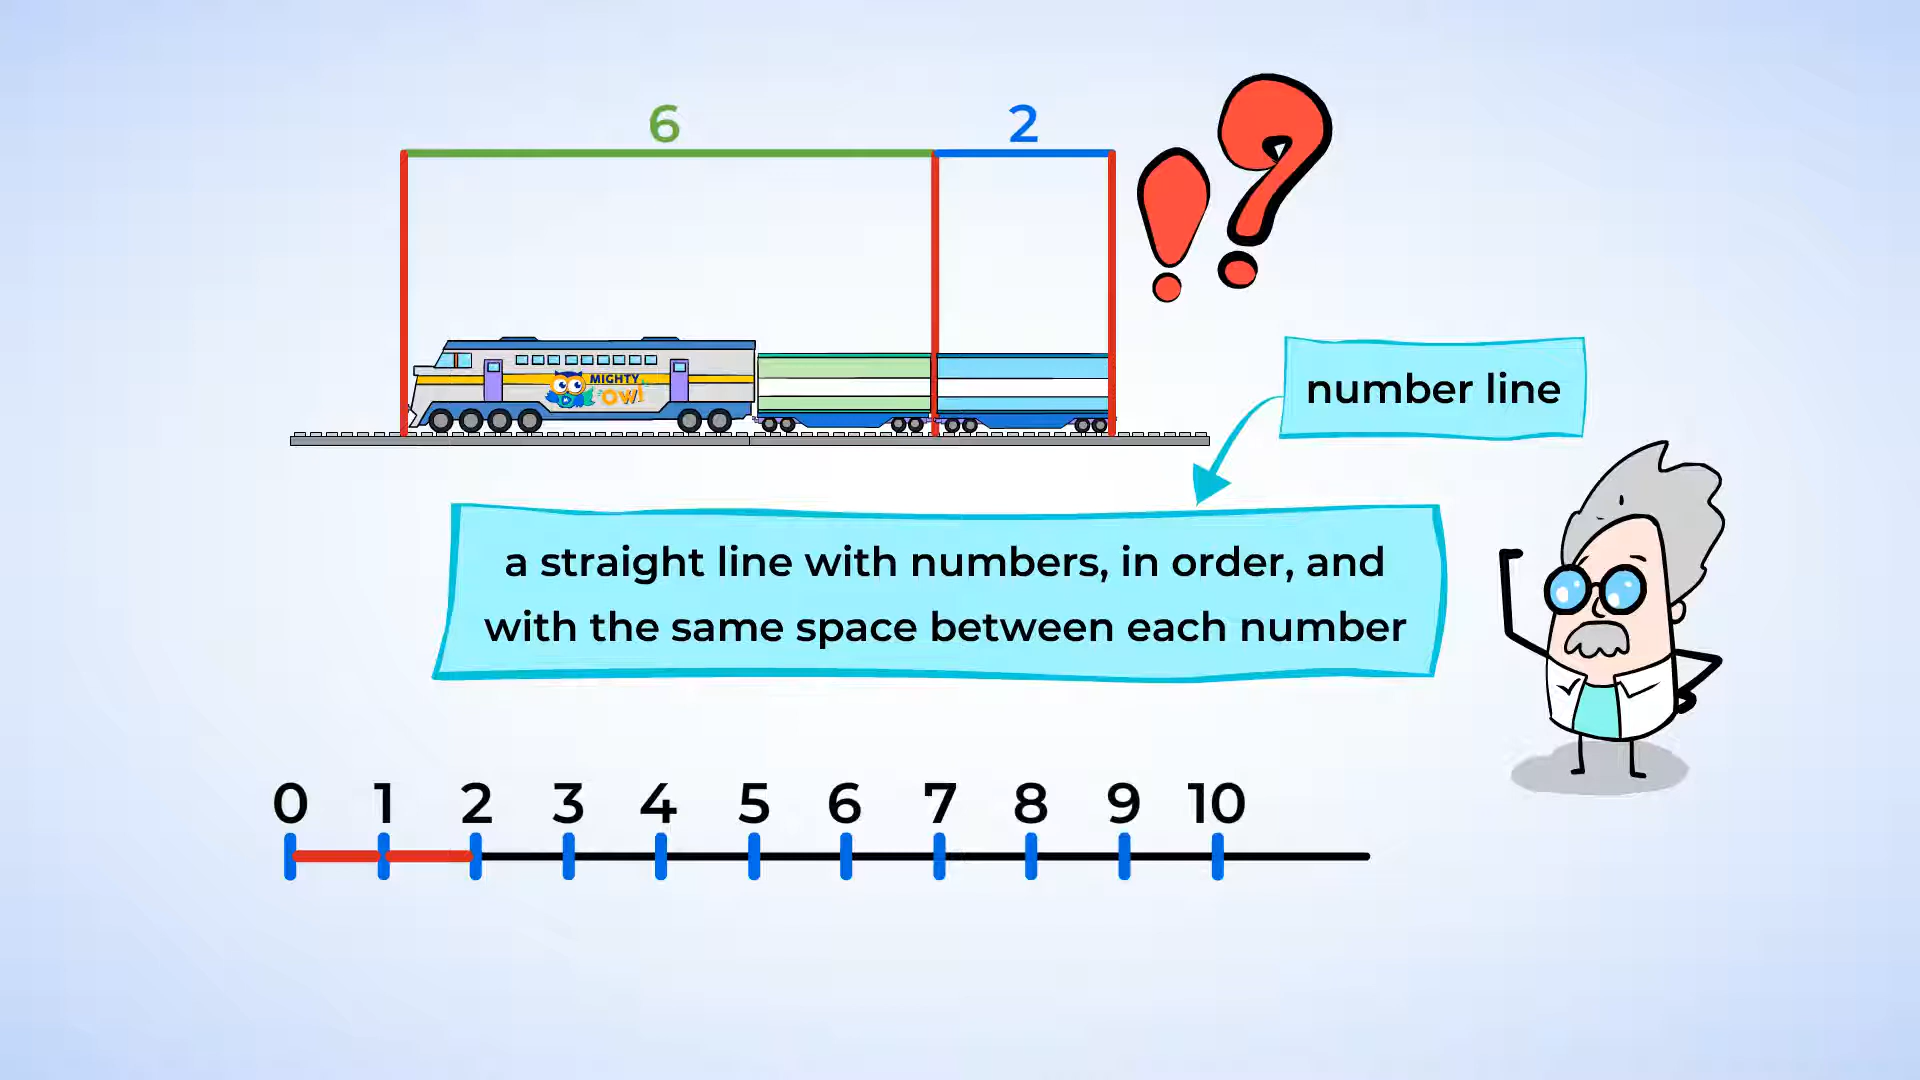 6 2
MIGHTY
OWL
number line
a straight line with numbers, in order, and
with the same space between each number
0 1 2 3 4 5 6 7 8 9 10